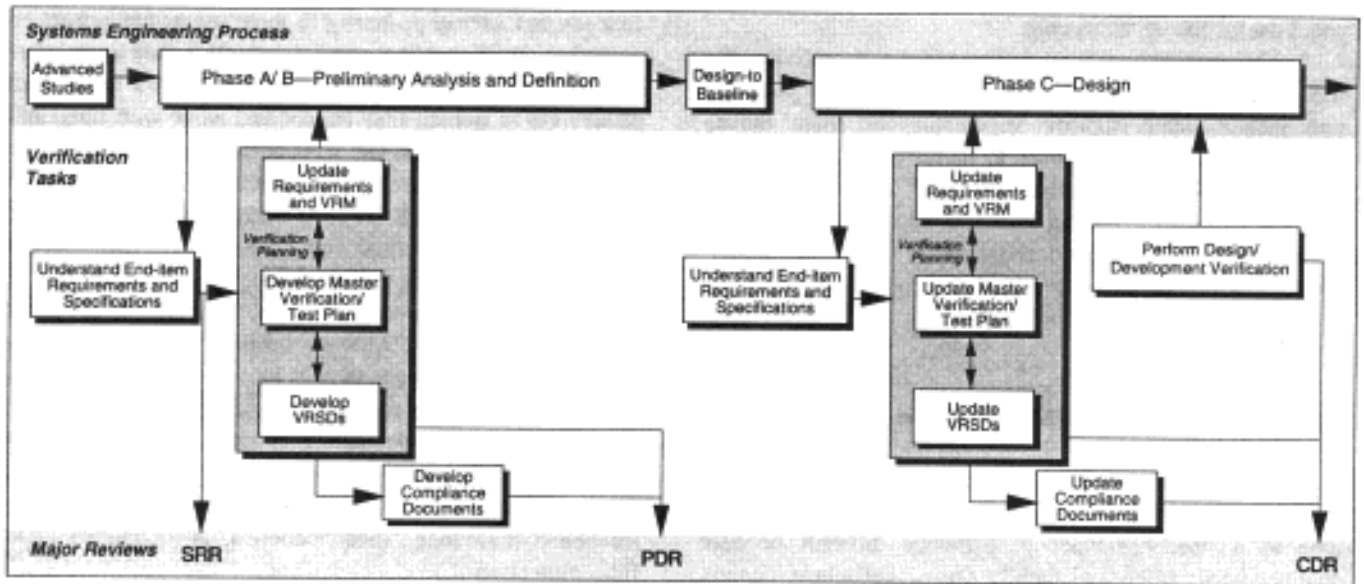 Systems Engineering Process
Advanced
Studies
Phase A/ B—Preliminary Analysis and Definition
Design-to
Baseline
Phase C—Design
Verification
Tasks
Understand End-item
Requirements and
Specifications
Update
Requirements
and VRM
Verification
Planning
Develop Master
Verification/
Test Plan
Develop
VRSDs
Develop
Compliance
Documents
Understand End-item
Requirements and
Specifications
Update
Requirements
and VRM
Verification
Planning
Update Master
Verification/
Test Plan
Update
VRSDs
Update
Compliance
Documents
Perform Design/
Development Verification
Major Reviews
SRR
PDR
CDR